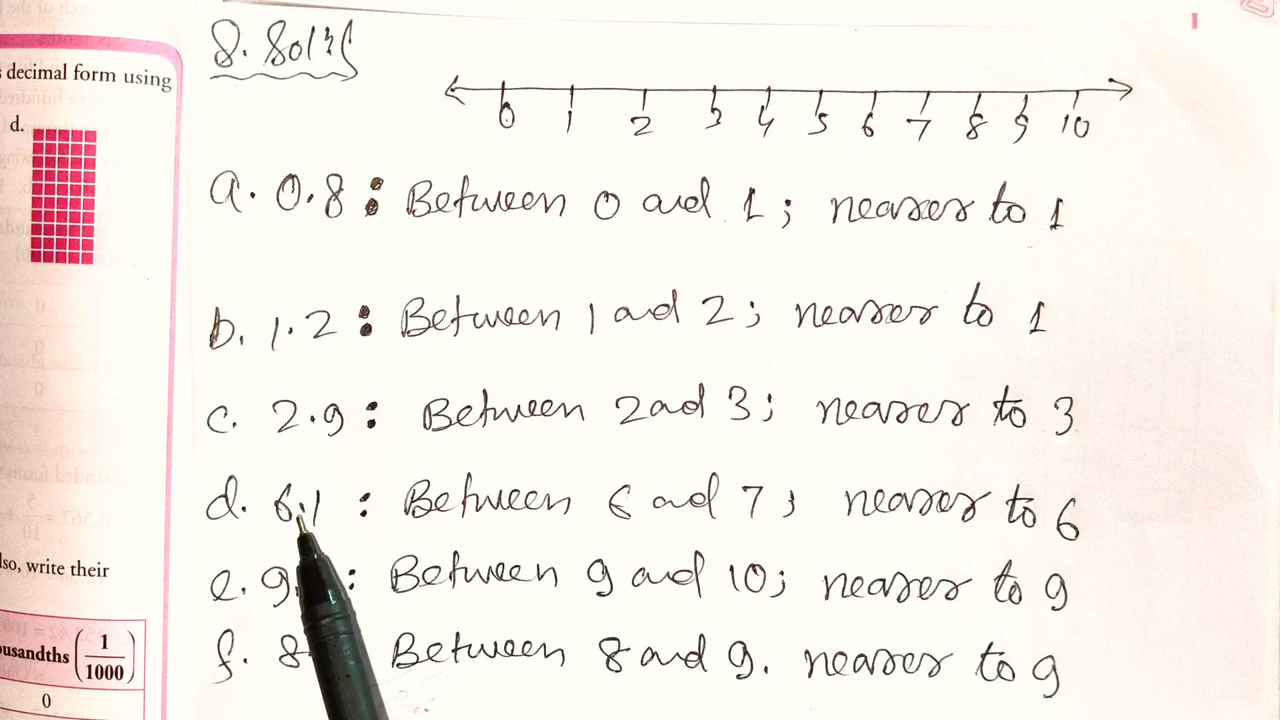 decimal form using
d.
lso, write their
usandths (1/1000)
0
8. Solns
0 1 2 3 4 5 6 7 8 9 10
a. 0.8 : Between 0 and 1 ; nearer to 1
b. 1.2 : Between 1 and 2 ; nearer to 1
c. 2.9 : Between 2 ad 3 ; nearer to 3
d. 6.1 : Between 6 ad 7 ; nearer to 6
e. 9. : Between 9 and 10 ; nearer to 9
f. 8 Between 8 and 9. nearer to 9